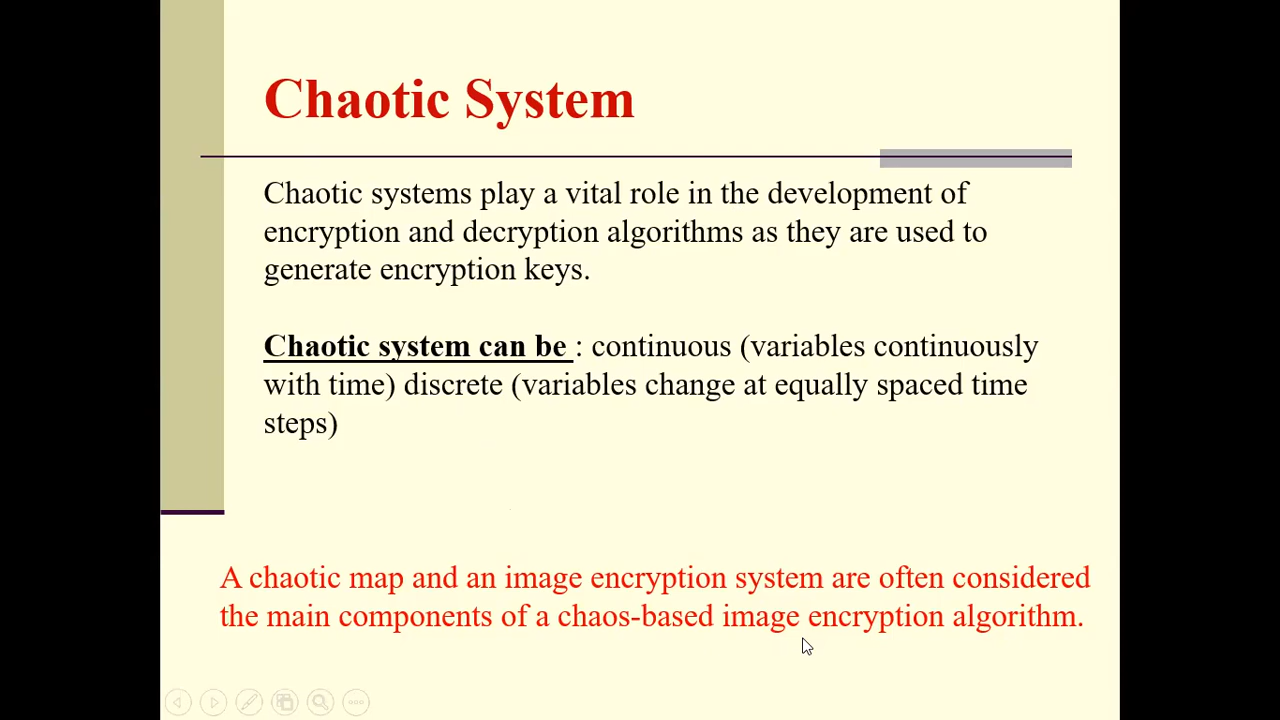 Chaotic System
Chaotic systems play a vital role in the development of
encryption and decryption algorithms as they are used to
generate encryption keys.
Chaotic system can be : continuous (variables continuously
with time) discrete (variables change at equally spaced time
steps)
A chaotic map and an image encryption system are often considered
the main components of a chaos-based image encryption algorithm.